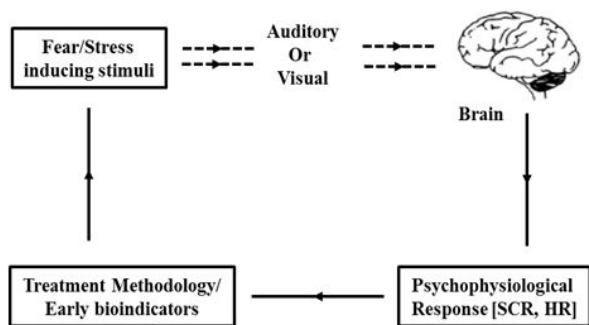 Fear/Stress
inducing stimuli
Auditory
Or
Visual
Brain
Treatment Methodology/
Early bioindicators
Psychophysiological
Response [SCR, HR]